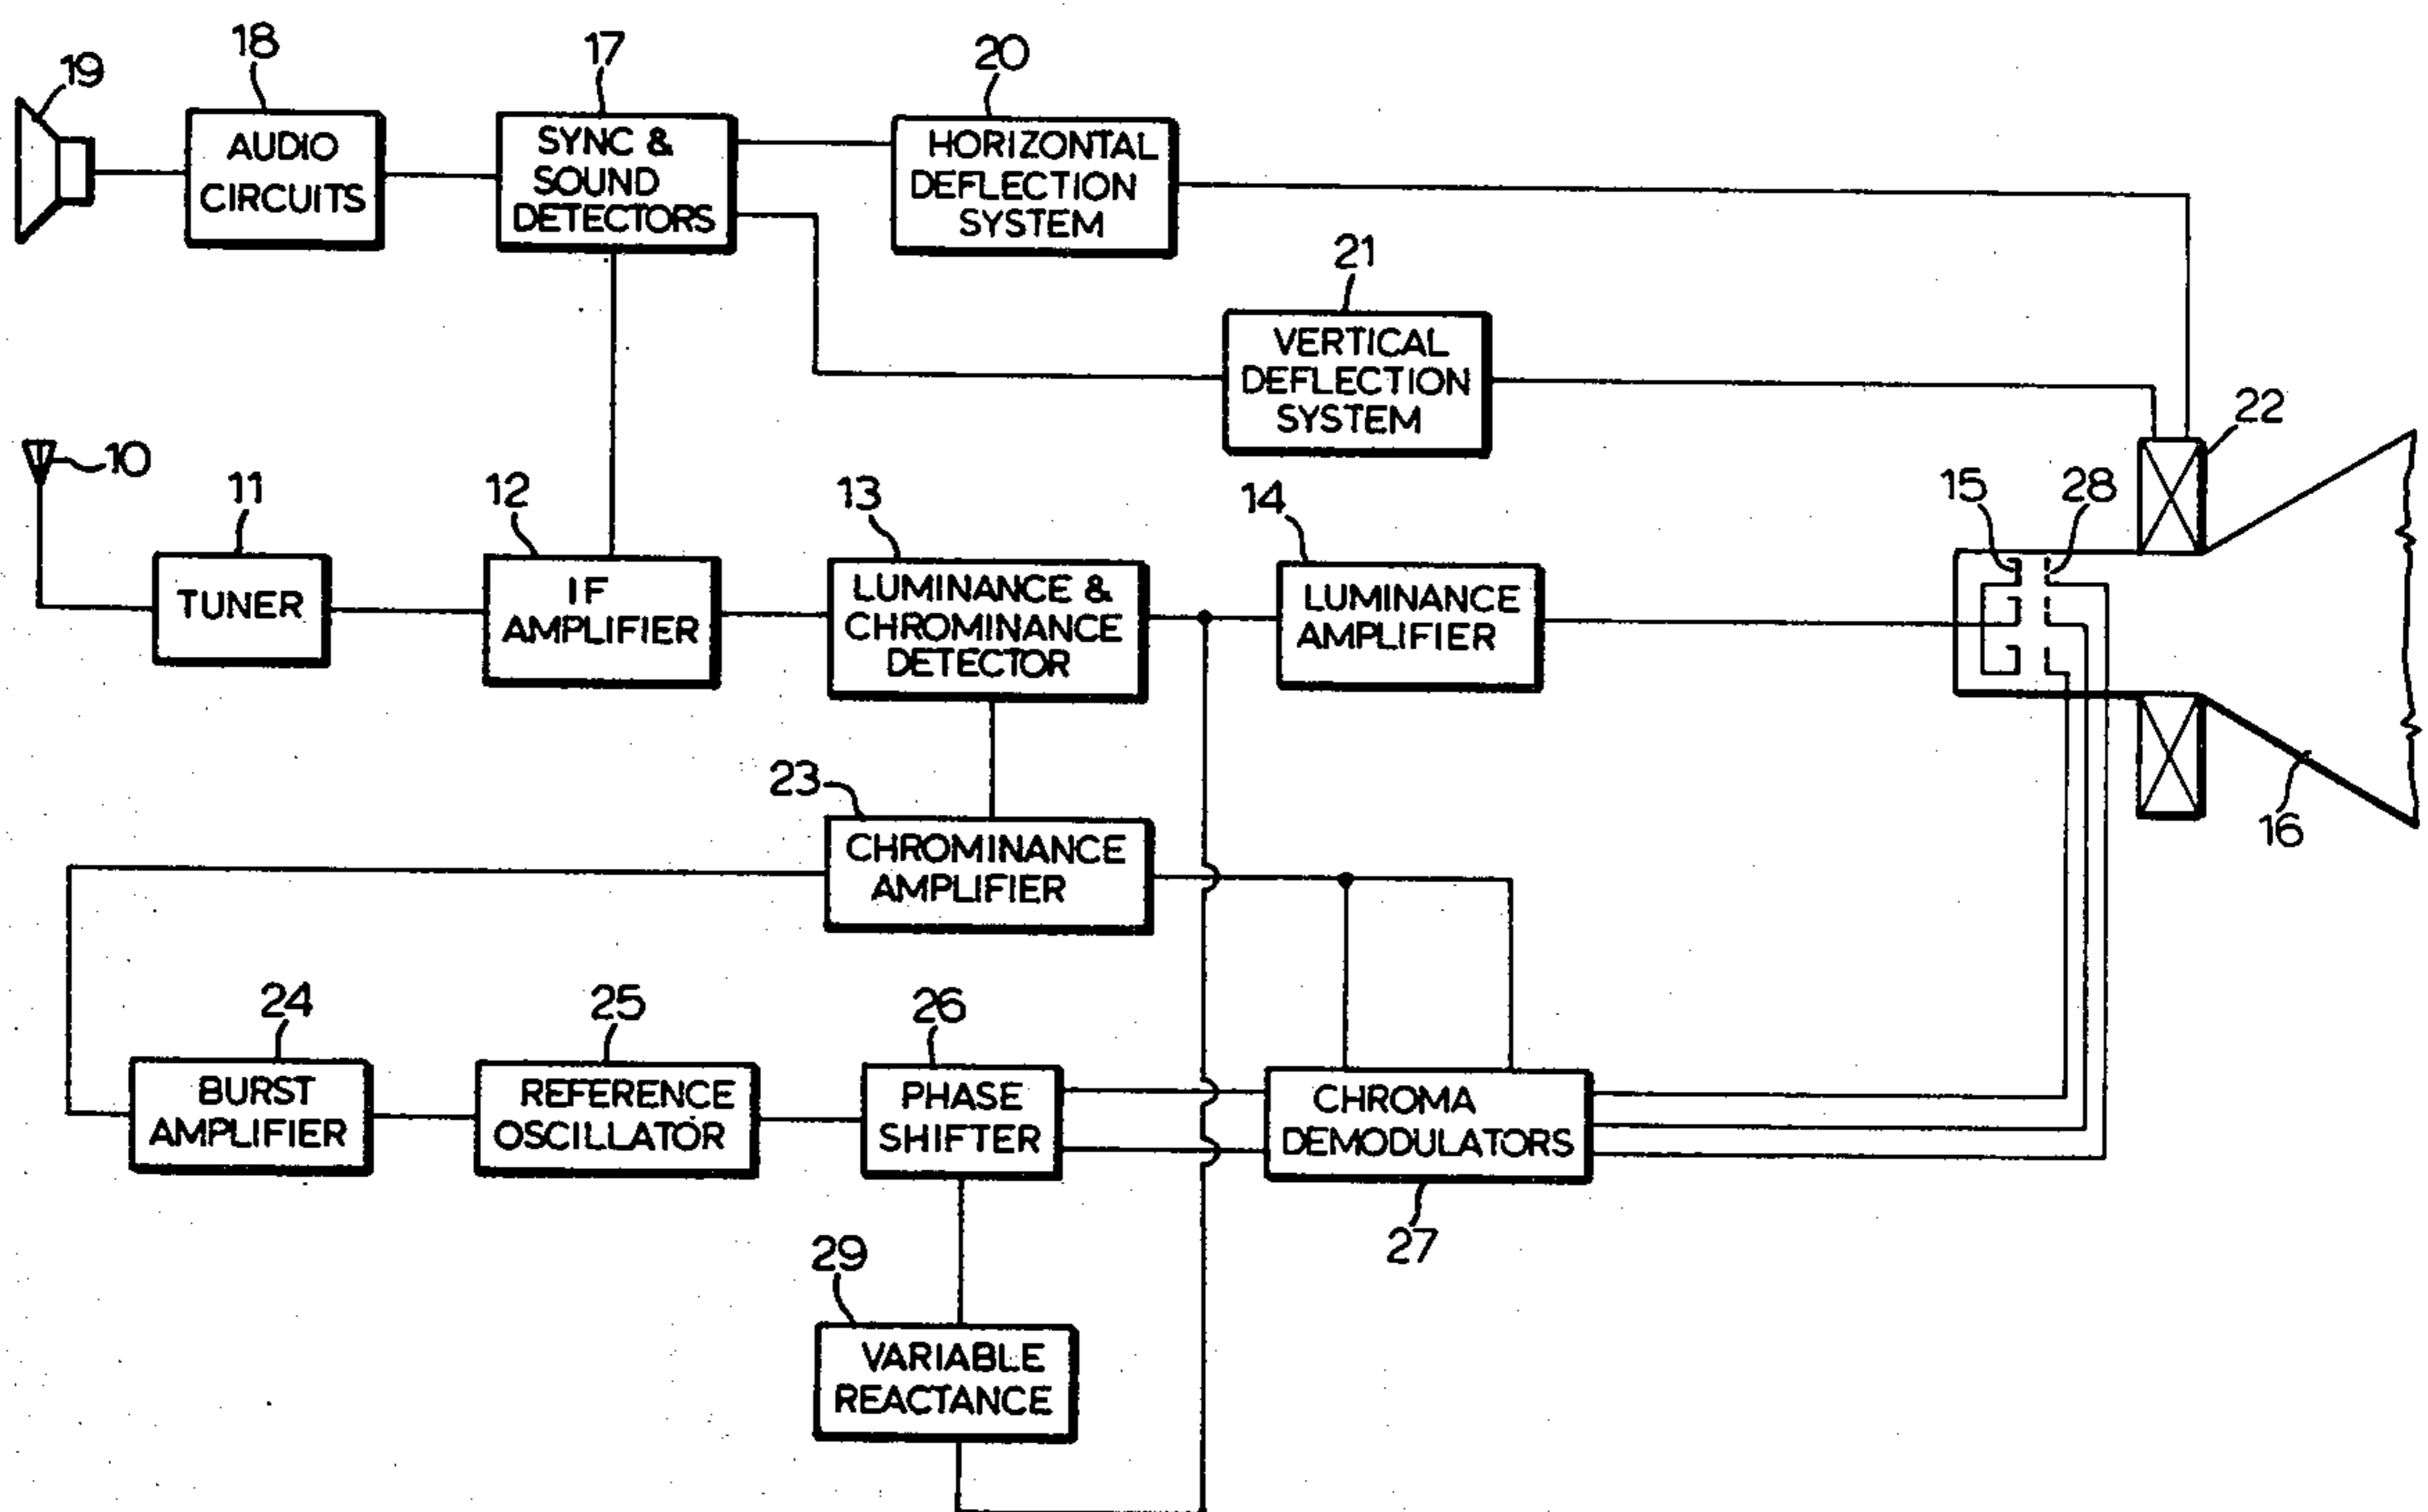 19
18
17
20
AUDIO
CIRCUITS
SYNC &
SOUND
DETECTORS
HORIZONTAL
DEFLECTION
SYSTEM
21
VERTICAL
DEFLECTION
SYSTEM
22
10
11
12
13
14
15
28
TUNER
IF
AMPLIFIER
LUMINANCE &
CHROMINANCE
DETECTOR
LUMINANCE
AMPLIFIER
16
23
CHROMINANCE
AMPLIFIER
24
25
26
BURST
AMPLIFIER
REFERENCE
OSCILLATOR
PHASE
SHIFTER
CHROMA
DEMODULATORS
27
29
VARIABLE
REACTANCE